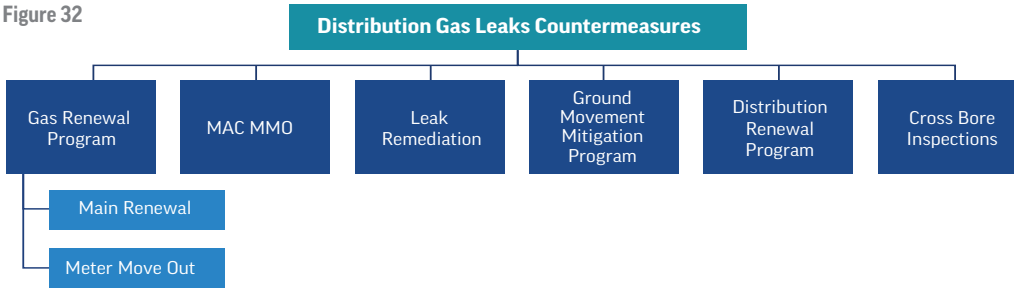 Figure 32
Distribution Gas Leaks Countermeasures
Gas Renewal
Program
MAC MMO
Leak
Remediation
Ground
Movement
Mitigation
Program
Distribution
Renewal
Program
Cross Bore
Inspections
Main Renewal
Meter Move Out